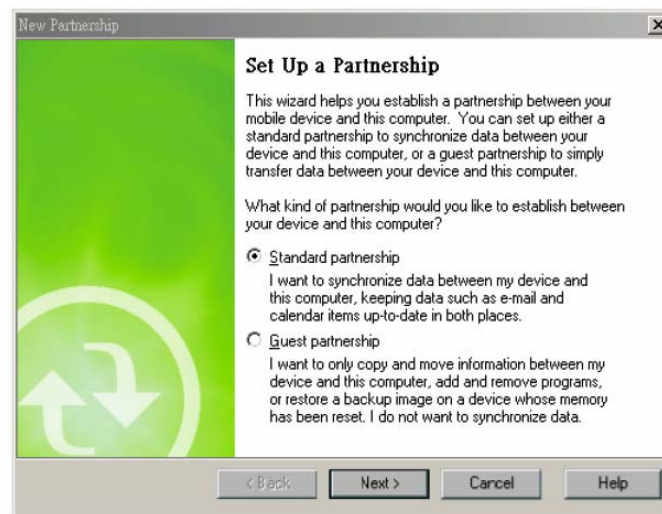 New Partnership
Set Up a Partnership
This wizard helps you establish a partnership between your
mobile device and this computer. You can set up either a
standard partnership to synchronize data between your
device and this computer, or a guest partnership to simply
transfer data between your device and this computer.
What kind of partnership would you like to establish between
your device and this computer?
Standard partnership
I want to synchronize data between my device and
this computer, keeping data such as e-mail and
calendar items up-to-date in both places.
Guest partnership
I want to only copy and move information between my
device and this computer, add and remove programs,
or restore a backup image on a device whose memory
has been reset. I do not want to synchronize data.
< Back Next > Cancel Help